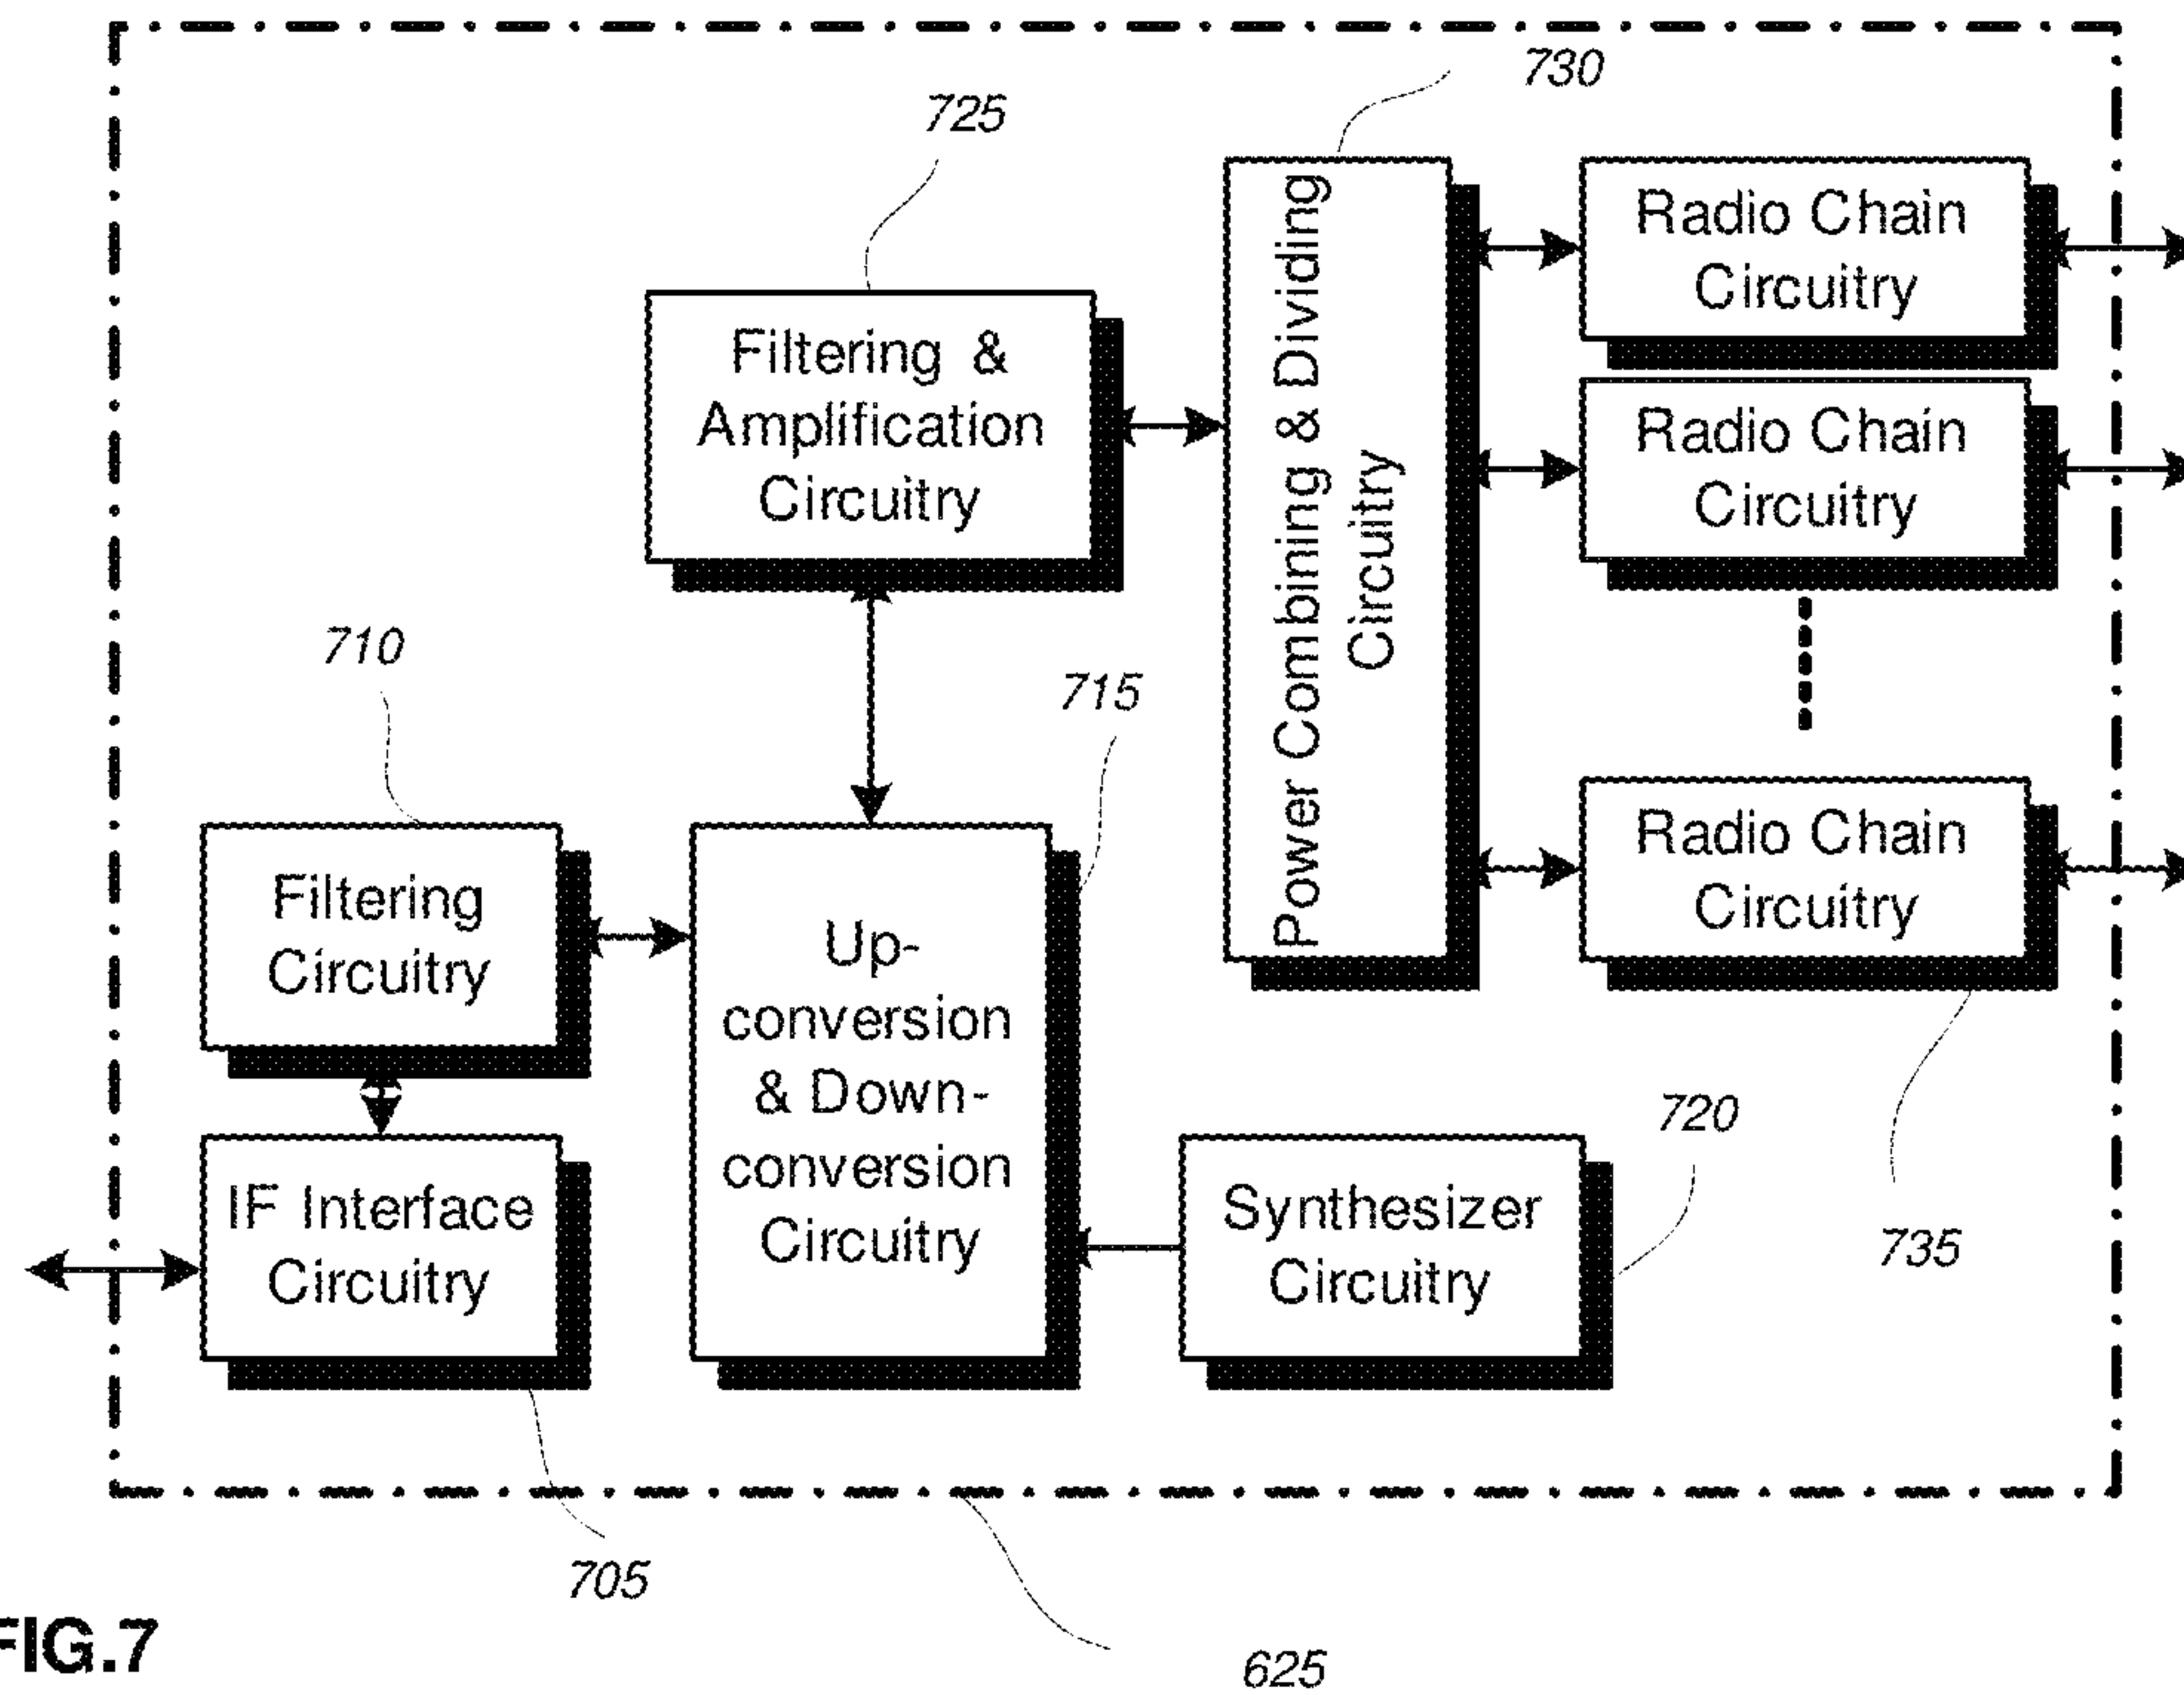 730
725
Radio Chain
Circuitry
Filtering &
Amplification
Circuitry
Power Combining & Dividing
Circuitry
Radio Chain
Circuitry
710
715
Radio Chain
Circuitry
Filtering
Circuitry
Up-
conversion
& Down-
conversion
Circuitry
720
IF Interface
Circuitry
Synthesizer
Circuitry
735
705
FIG.7
625